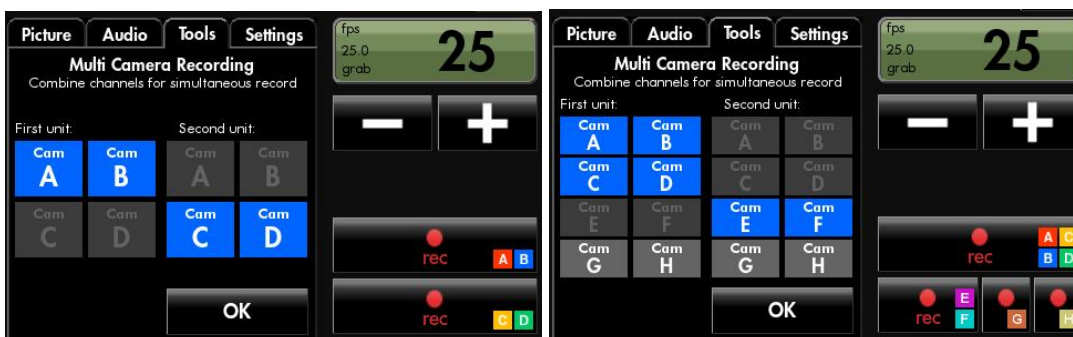 Picture Audio Tools Settings
Multi Camera Recording
Combine channels for simultaneous record
First unit: Second unit:
Cam Cam Cam Cam
A B A B
Cam Cam Cam Cam
C D C D
OK
fps
25.0
grab
25
− +
rec A B
rec C D
Picture Audio Tools Settings
Multi Camera Recording
Combine channels for simultaneous record
First unit: Second unit:
Cam Cam Cam Cam
A B A B
Cam Cam Cam Cam
C D C D
Cam Cam Cam Cam
E F E F
Cam Cam Cam Cam
G H G H
OK
fps
25.0
grab
25
− +
A C
rec B D
E
rec F G H